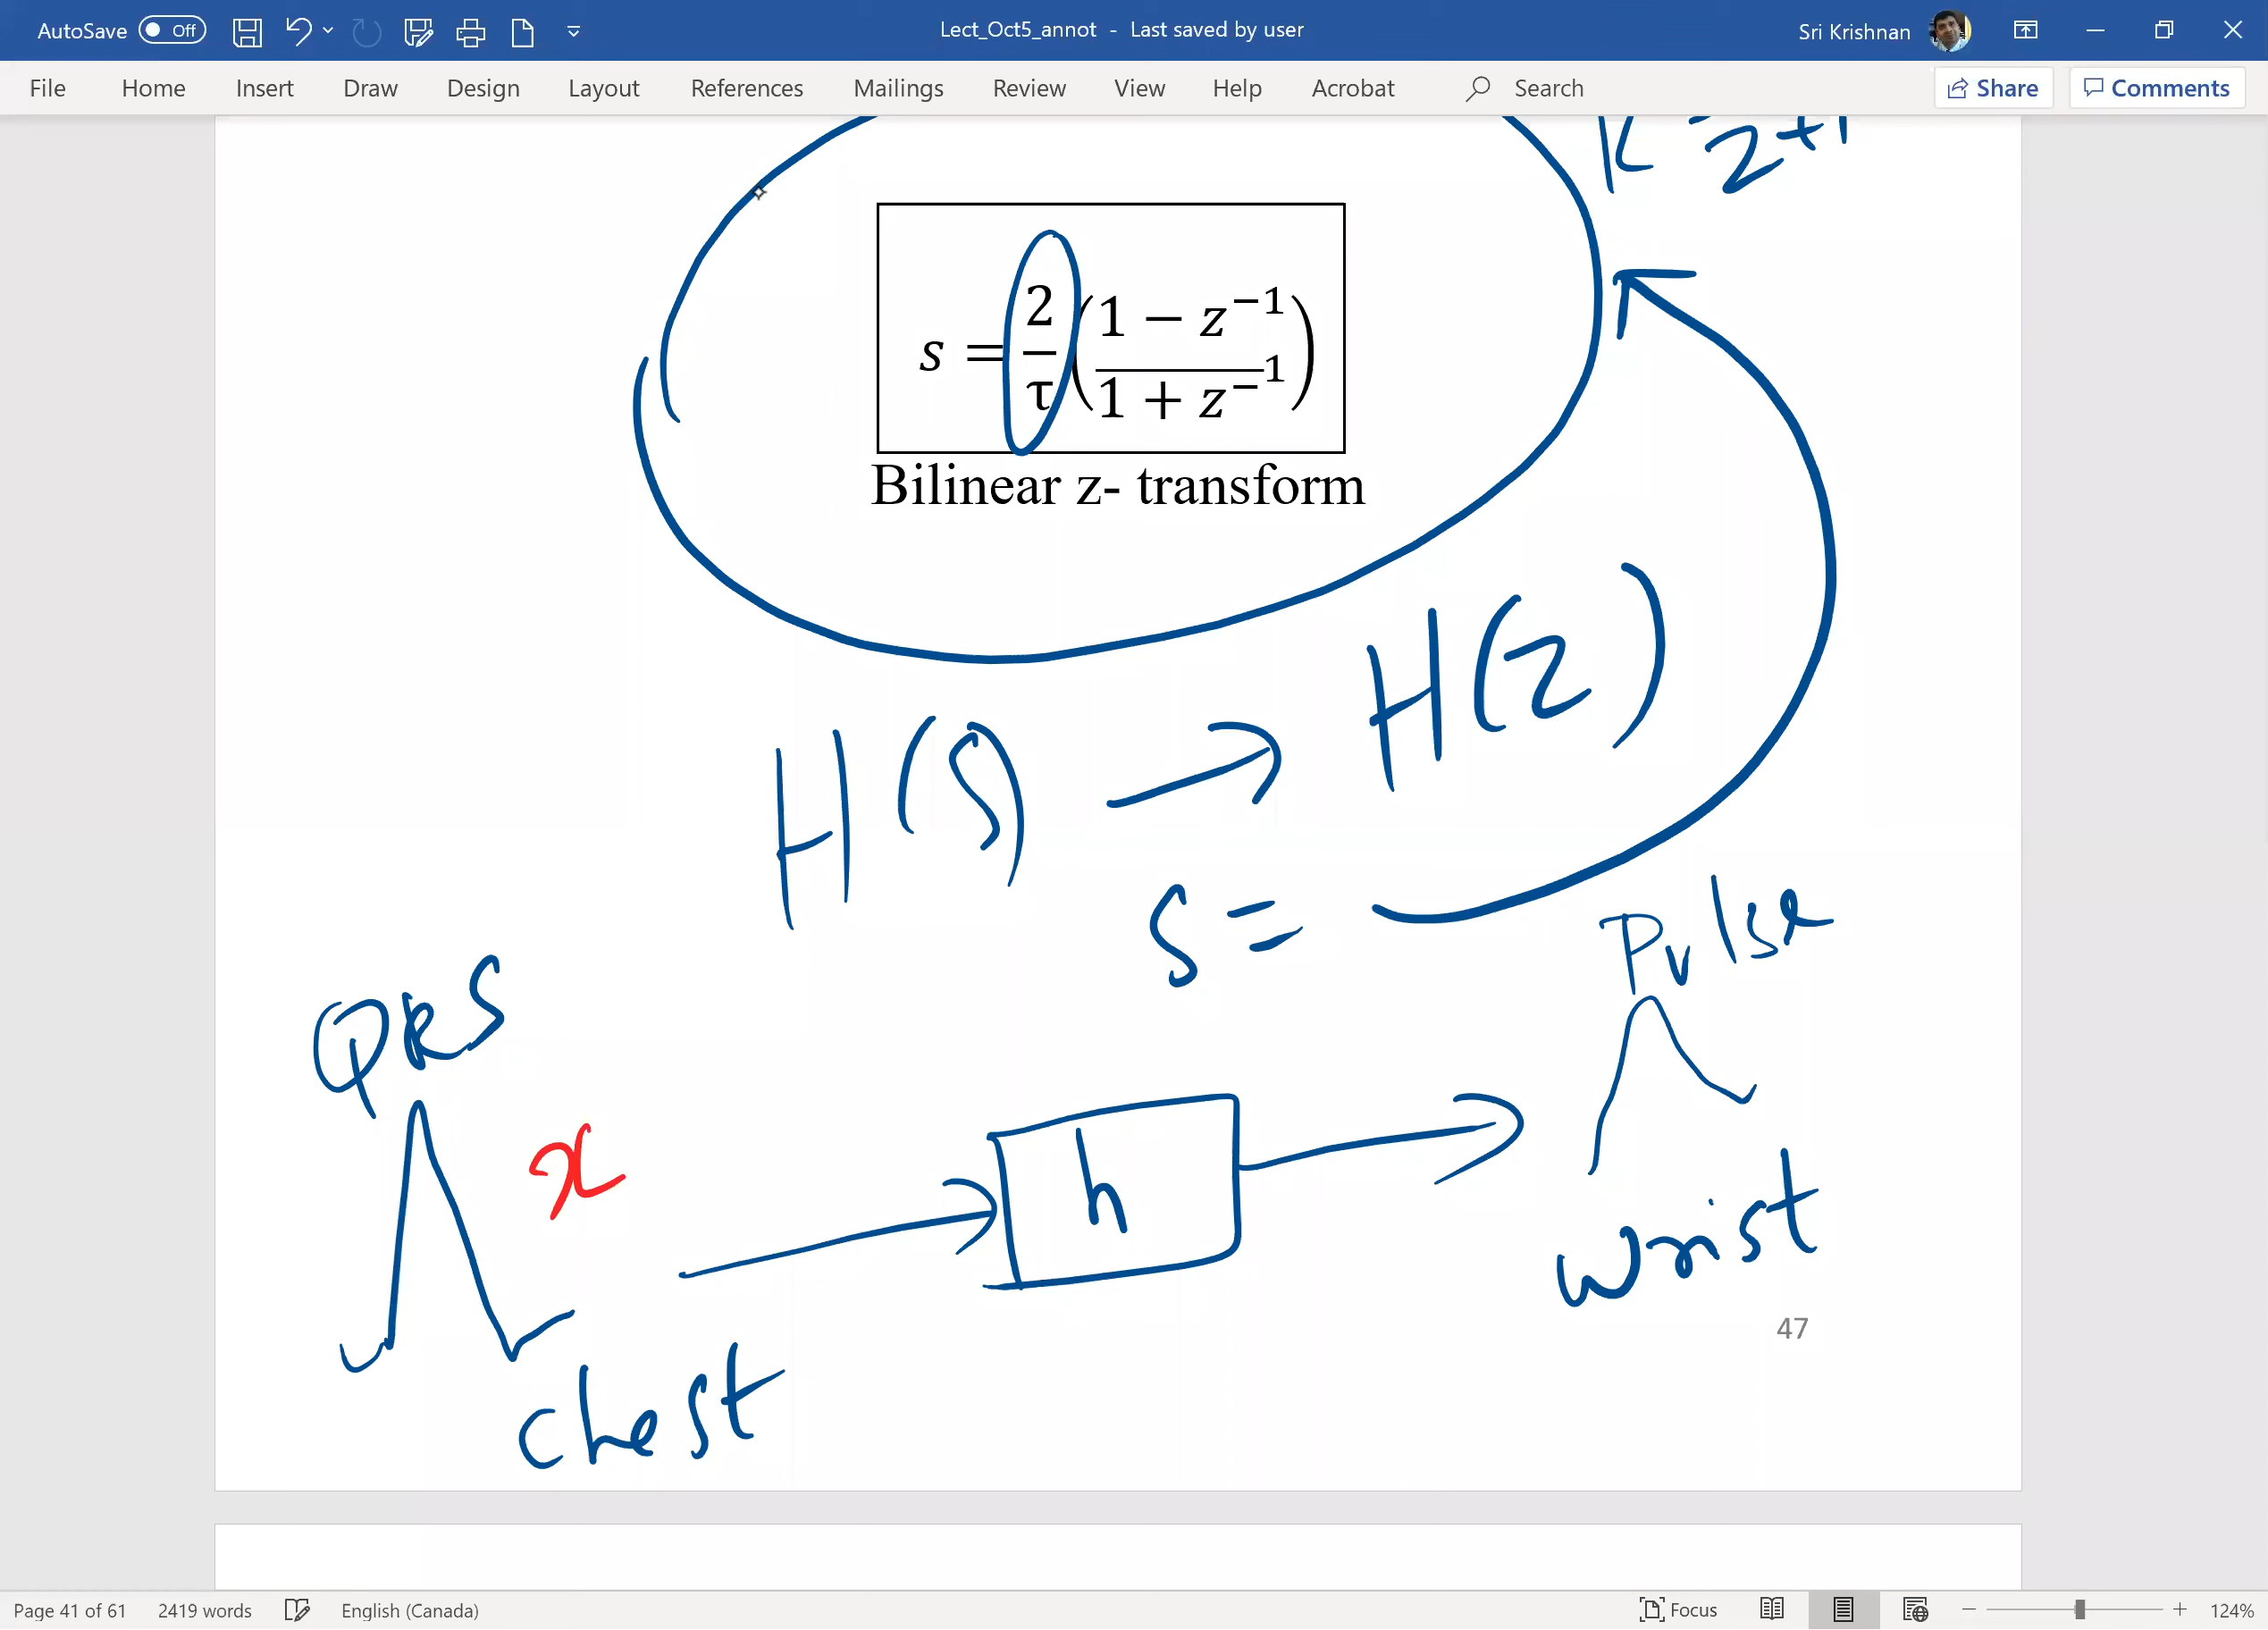 AutoSave Off Lect_Oct5_annot - Last saved by user Sri Krishnan
File Home Insert Draw Design Layout References Mailings Review View Help Acrobat Search Share Comments
K = 
z+1
s = 2/τ (1 − z⁻¹ / 1 + z⁻¹)
Bilinear z- transform
H(s) → H(z)
s =
QRS
Pulse
x
h
Wrist
Chest
47
Page 41 of 61 2419 words English (Canada) Focus 124%